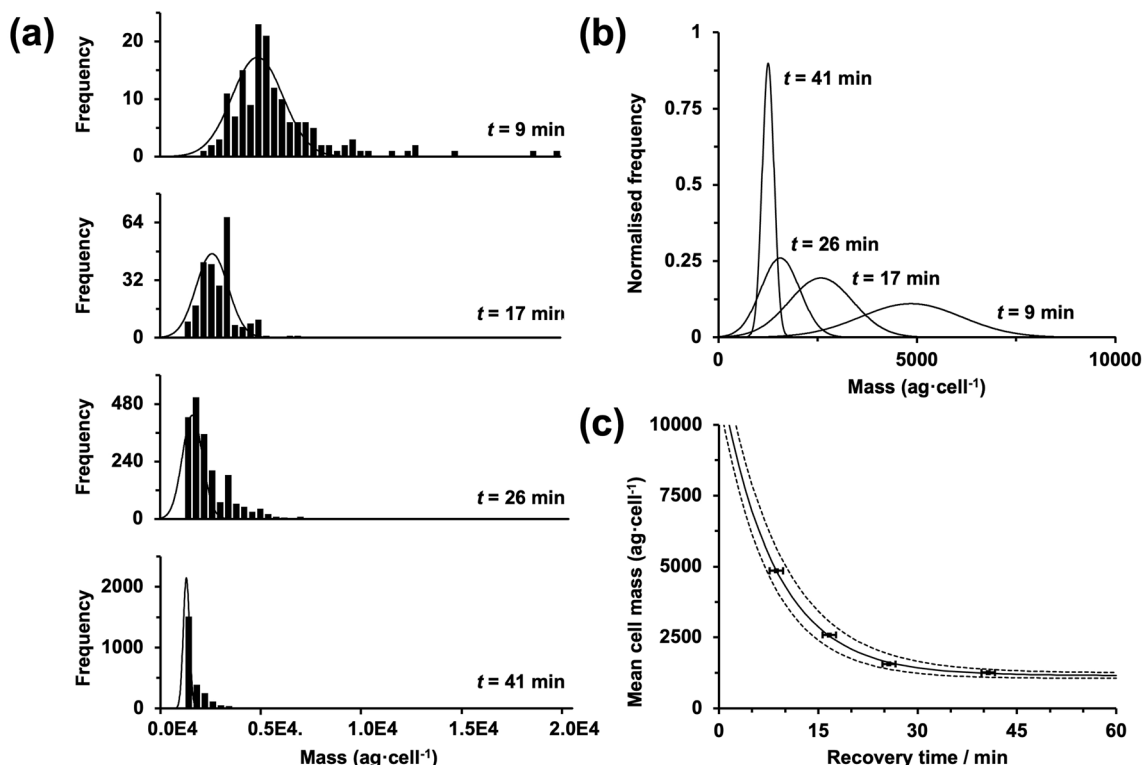 (a)
Frequency
20
10
0
t = 9 min
Frequency
64
32
0
t = 17 min
Frequency
480
240
0
t = 26 min
Frequency
2000
1000
0
t = 41 min
0.0E4
0.5E4.
1.0E4
1.5E4
2.0E4
Mass (ag·cell⁻¹)
(b)
Normalised frequency
1
0.75
0.5
0.25
0
t = 41 min
t = 26 min
t = 17 min
t = 9 min
0
5000
10000
Mass (ag·cell⁻¹)
(c)
Mean cell mass (ag·cell⁻¹)
10000
7500
5000
2500
0
0
15
30
45
60
Recovery time / min